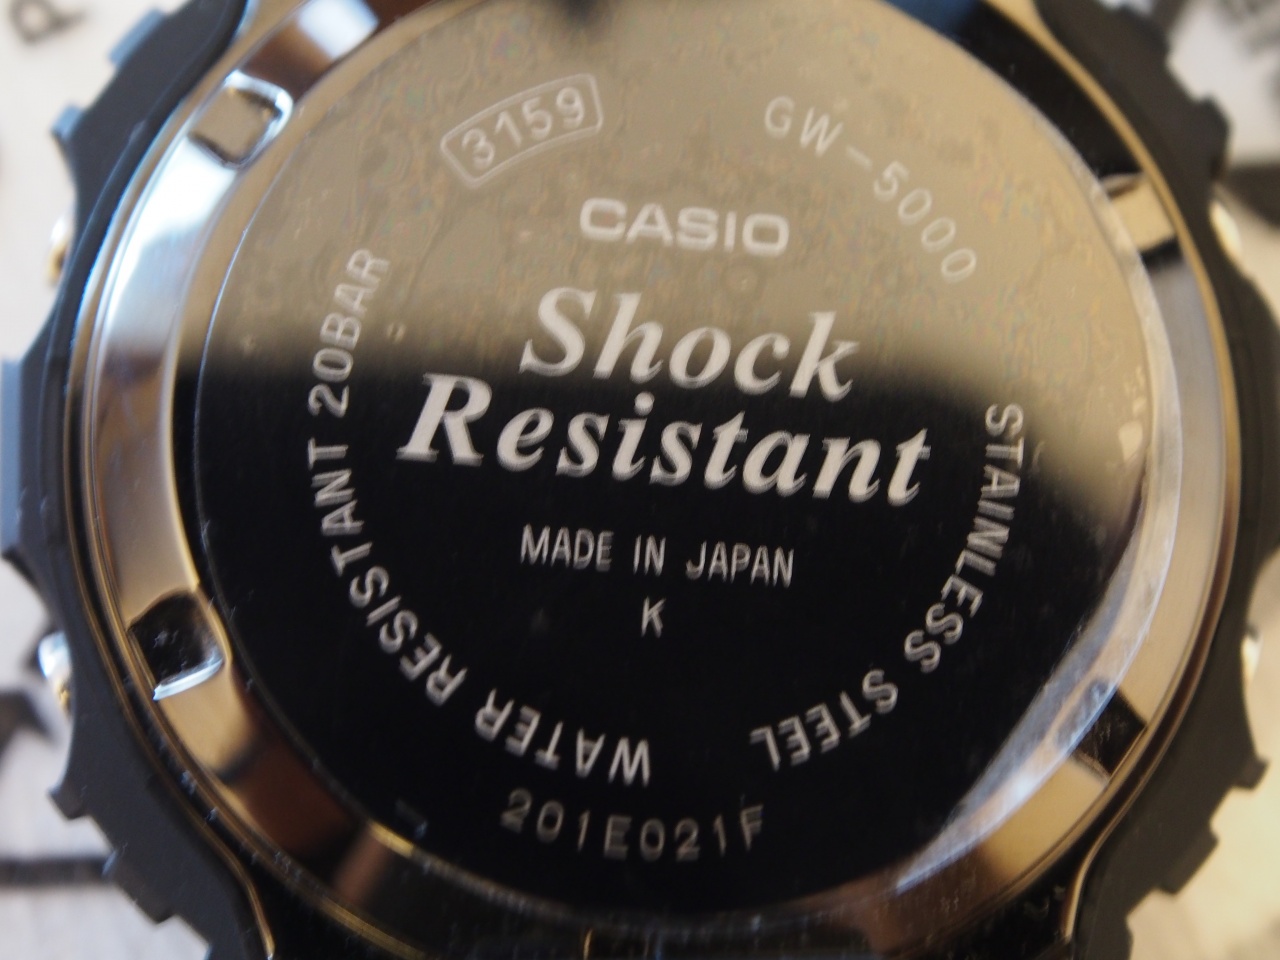 3159
GW-5000
CASIO
Shock
Resistant
MADE IN JAPAN
K
WATER RESISTANT 20BAR
STAINLESS STEEL
201E021F